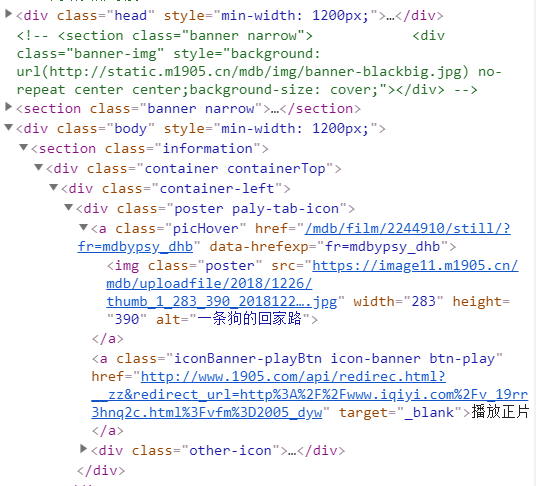 <div class="head" style="min-width: 1200px;">…</div>
<!-- <section class="banner narrow"> <div
class="banner-img" style="background:
url(http://static.m1905.cn/mdb/img/banner-blackbig.jpg) no-
repeat center center;background-size: cover;"></div> -->
<section class="banner narrow">…</section>
<div class="body" style="min-width: 1200px;">
<section class="information">
<div class="container containerTop">
<div class="container-left">
<div class="poster paly-tab-icon">
<a class="picHover" href="/mdb/film/2244910/still/?
fr=mdbypsy_dhb" data-hrefexp="fr=mdbypsy_dhb">
<img class="poster" src="https://image11.m1905.cn/
mdb/uploadfile/2018/1226/
thumb_1_283_390_2018122….jpg" width="283" height=
"390" alt="一条狗的回家路">
</a>
<a class="iconBanner-playBtn icon-banner btn-play"
href="http://www.1905.com/api/redirec.html?
__zz&redirect_url=http%3A%2F%2Fwww.iqiyi.com%2Fv_19rr
3hnq2c.html%3Fvfm%3D2005_dyw" target="_blank">播放正片
</a>
<div class="other-icon">…</div>
</div>